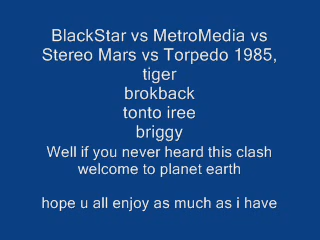 BlackStar vs MetroMedia vs
Stereo Mars vs Torpedo 1985,
tiger
brokback
tonto iree
briggy
Well if you never heard this clash
welcome to planet earth
hope u all enjoy as much as i have